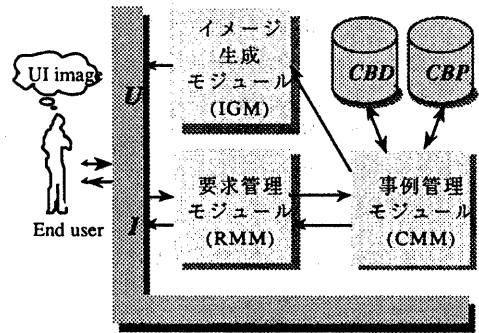 イメージ
生成
モジュール
(IGM)
CBD
CBP
UI image
U
要求管理
モジュール
(RMM)
事例管理
モジュール
(CMM)
End user
I